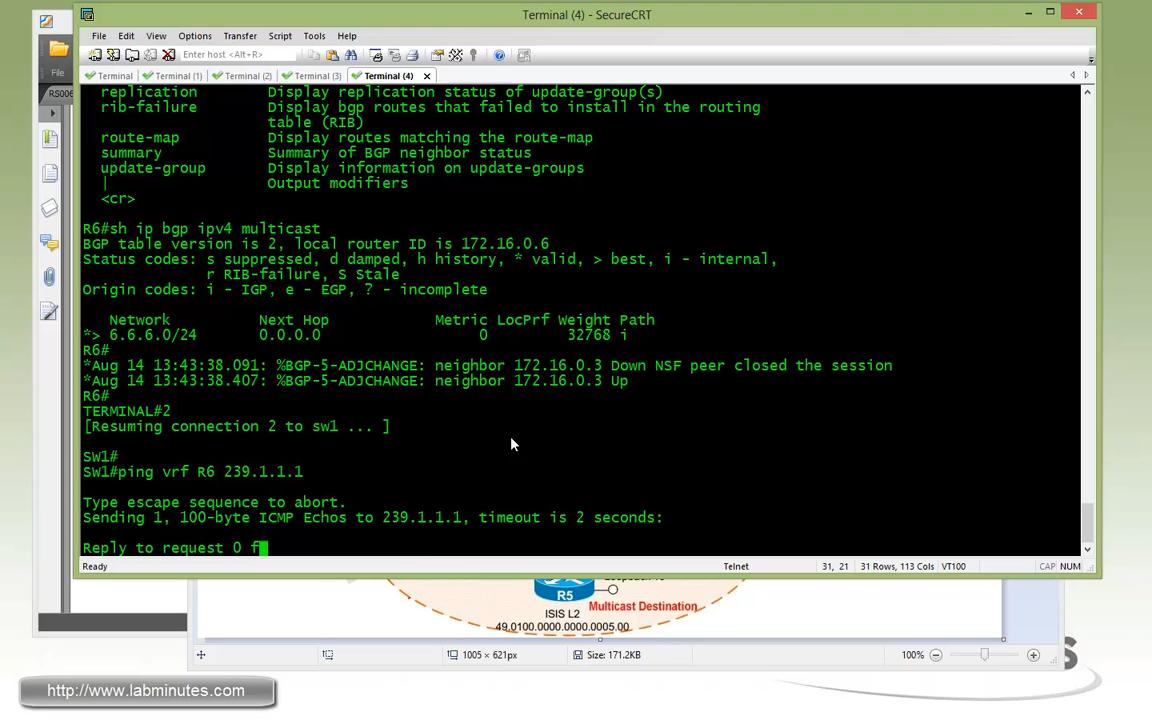 Terminal (4) - SecureCRT
File Edit View Options Transfer Script Tools Help
Enter host <Alt+R>
File
Terminal Terminal (1) Terminal (2) Terminal (3) Terminal (4)
RS006
replication Display replication status of update-group(s)
rib-failure Display bgp routes that failed to install in the routing
table (RIB)
route-map Display routes matching the route-map
summary Summary of BGP neighbor status
update-group Display information on update-groups
| Output modifiers
<cr>
R6#sh ip bgp ipv4 multicast
BGP table version is 2, local router ID is 172.16.0.6
Status codes: s suppressed, d damped, h history, * valid, > best, i - internal,
r RIB-failure, S Stale
Origin codes: i - IGP, e - EGP, ? - incomplete
Network Next Hop Metric LocPrf Weight Path
*> 6.6.6.0/24 0.0.0.0 0 32768 i
R6#
*Aug 14 13:43:38.091: %BGP-5-ADJCHANGE: neighbor 172.16.0.3 Down NSF peer closed the session
*Aug 14 13:43:38.407: %BGP-5-ADJCHANGE: neighbor 172.16.0.3 Up
R6#
TERMINAL#2
[Resuming connection 2 to sw1 ... ]
SW1#
SW1#ping vrf R6 239.1.1.1
Type escape sequence to abort.
Sending 1, 100-byte ICMP Echos to 239.1.1.1, timeout is 2 seconds:
Reply to request 0 f
Ready Telnet 31, 21 31 Rows, 113 Cols VT100 CAP NUM
R5
Multicast Destination
ISIS L2
49.0100.0000.0000.0005.00
1005 × 621px Size: 171.2KB 100%
http://www.labminutes.com